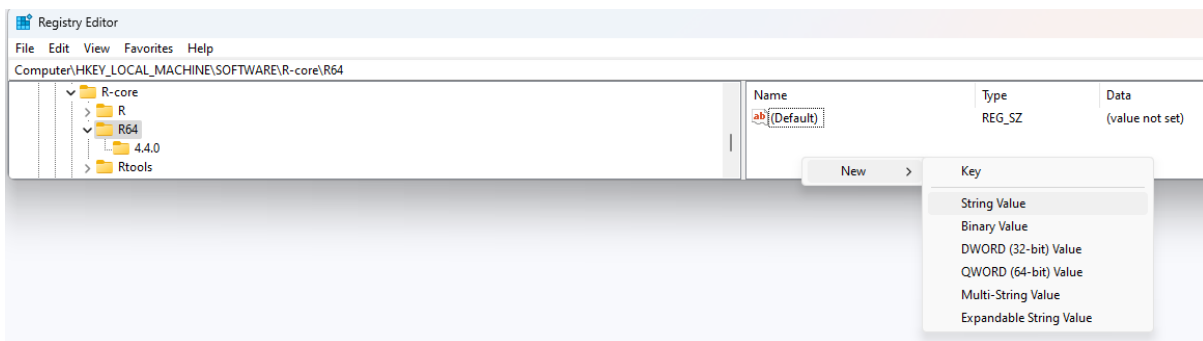 Registry Editor
File Edit View Favorites Help
Computer\HKEY_LOCAL_MACHINE\SOFTWARE\R-core\R64
R-core
R
R64
4.4.0
Rtools
Name Type Data
ab (Default) REG_SZ (value not set)
New
Key
String Value
Binary Value
DWORD (32-bit) Value
QWORD (64-bit) Value
Multi-String Value
Expandable String Value